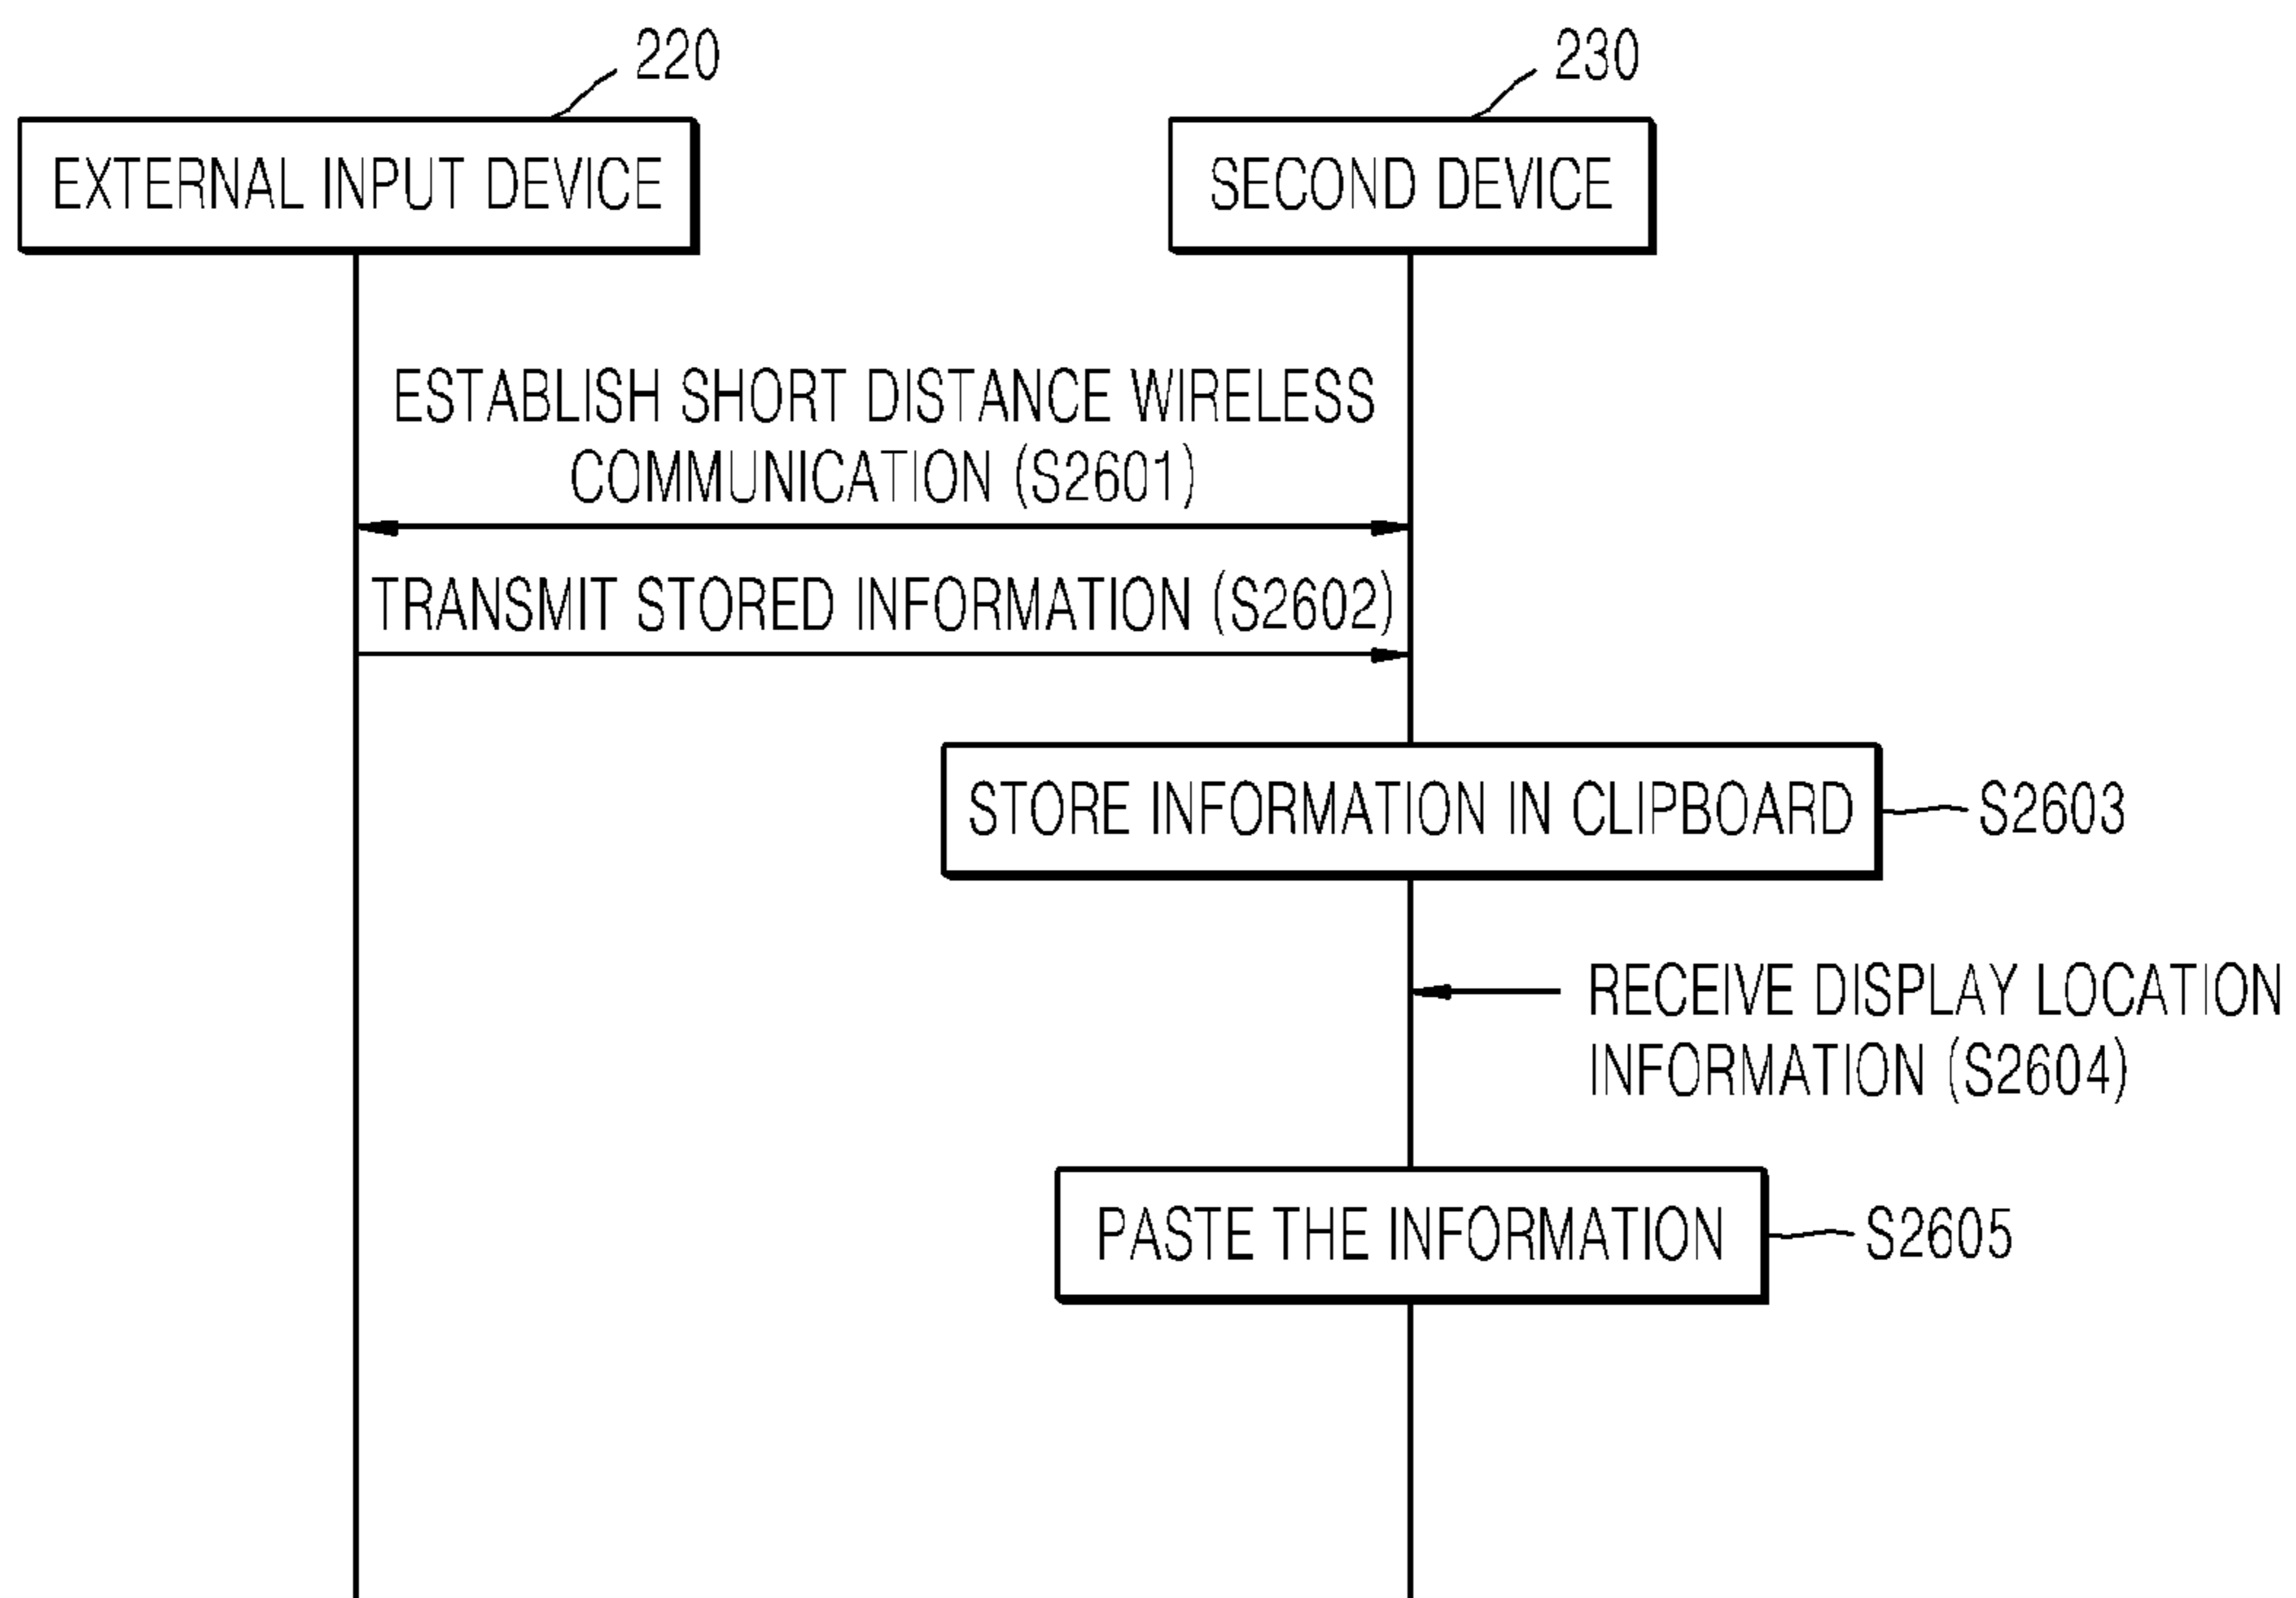 220
230
EXTERNAL INPUT DEVICE
SECOND DEVICE
ESTABLISH SHORT DISTANCE WIRELESS
COMMUNICATION (S2601)
TRANSMIT STORED INFORMATION (S2602)
STORE INFORMATION IN CLIPBOARD
S2603
RECEIVE DISPLAY LOCATION
INFORMATION (S2604)
PASTE THE INFORMATION
S2605